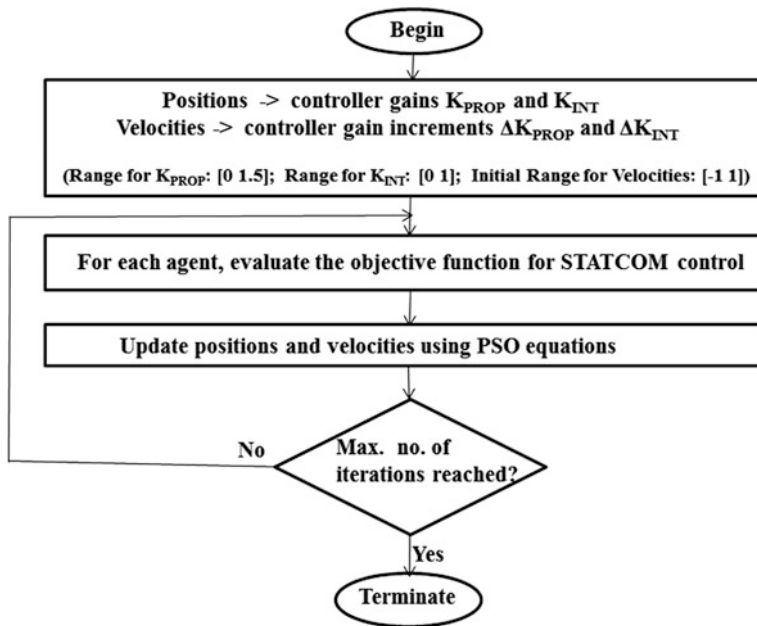 Begin
Positions -> controller gains KPROP and KINT
Velocities -> controller gain increments ΔKPROP and ΔKINT
(Range for KPROP: [0 1.5]; Range for KINT: [0 1]; Initial Range for Velocities: [-1 1])
For each agent, evaluate the objective function for STATCOM control
Update positions and velocities using PSO equations
No
Max. no. of
iterations reached?
Yes
Terminate